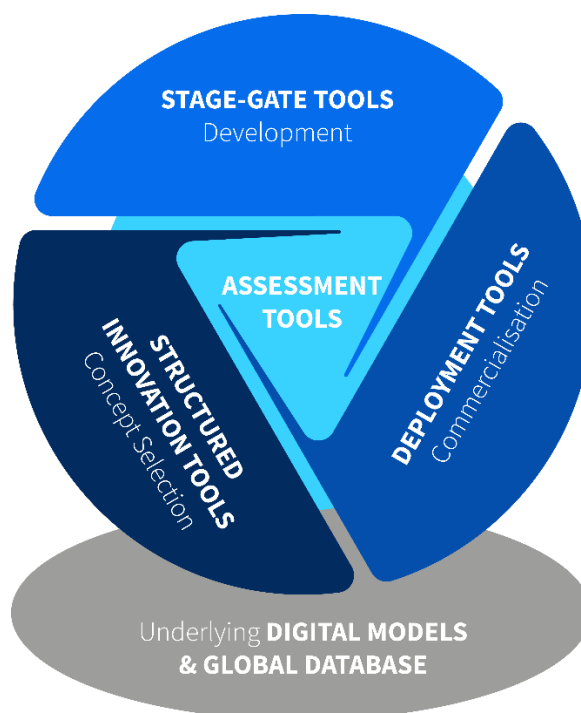 STAGE-GATE TOOLS
Development
ASSESSMENT
TOOLS
DEPLOYMENT TOOLS
Commercialisation
STRUCTURED
INNOVATION TOOLS
Concept Selection
Underlying DIGITAL MODELS
& GLOBAL DATABASE